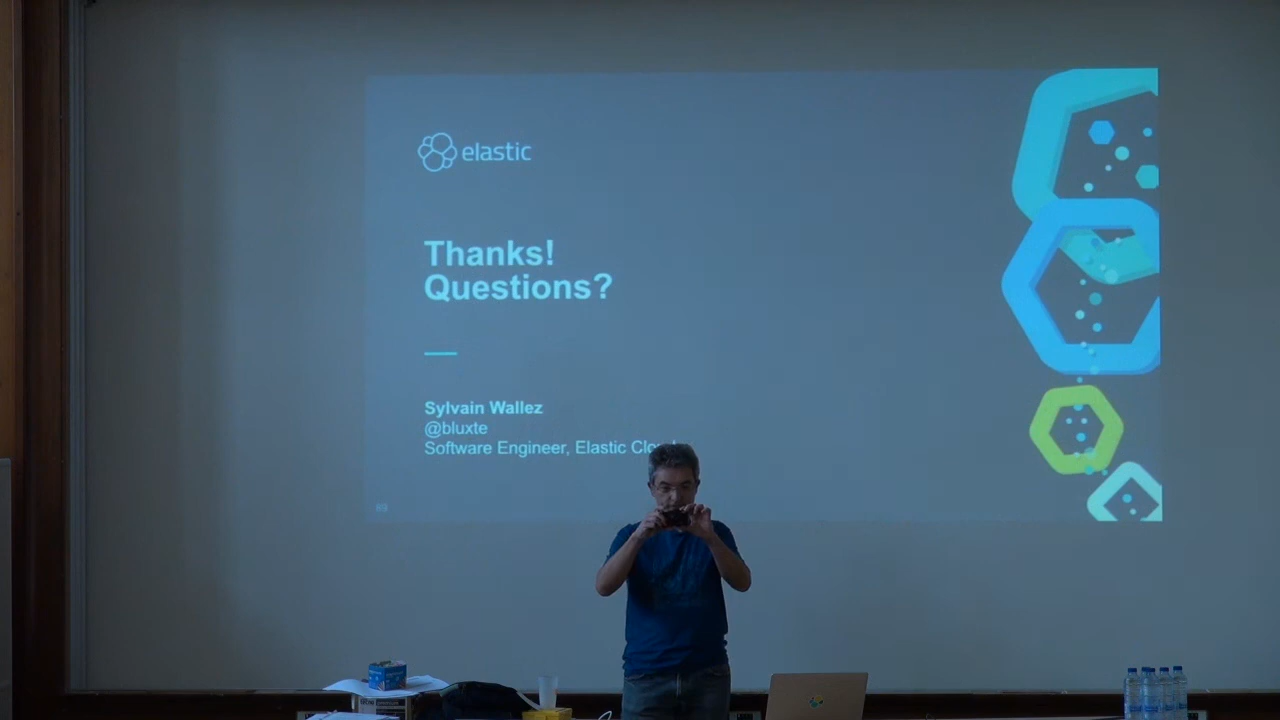 elastic
Thanks!
Questions?
Sylvain Wallez
@bluxte
Software Engineer, Elastic